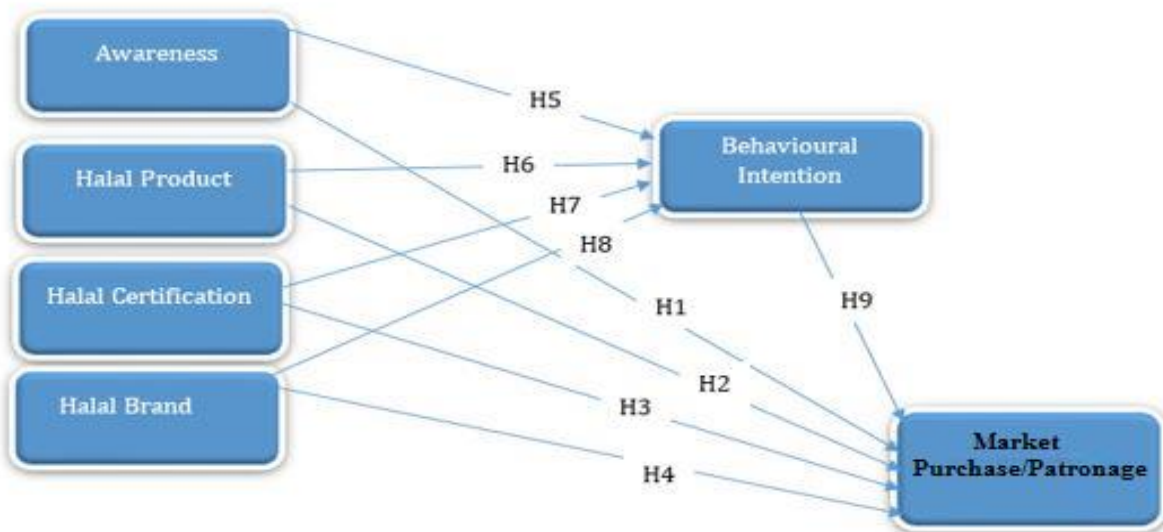 Awareness
H5
Behavioural
Intention
Halal Product
H6
H7
H8
Halal Certification
H1
H9
H2
Halal Brand
H3
H4
Market
Purchase/Patronage